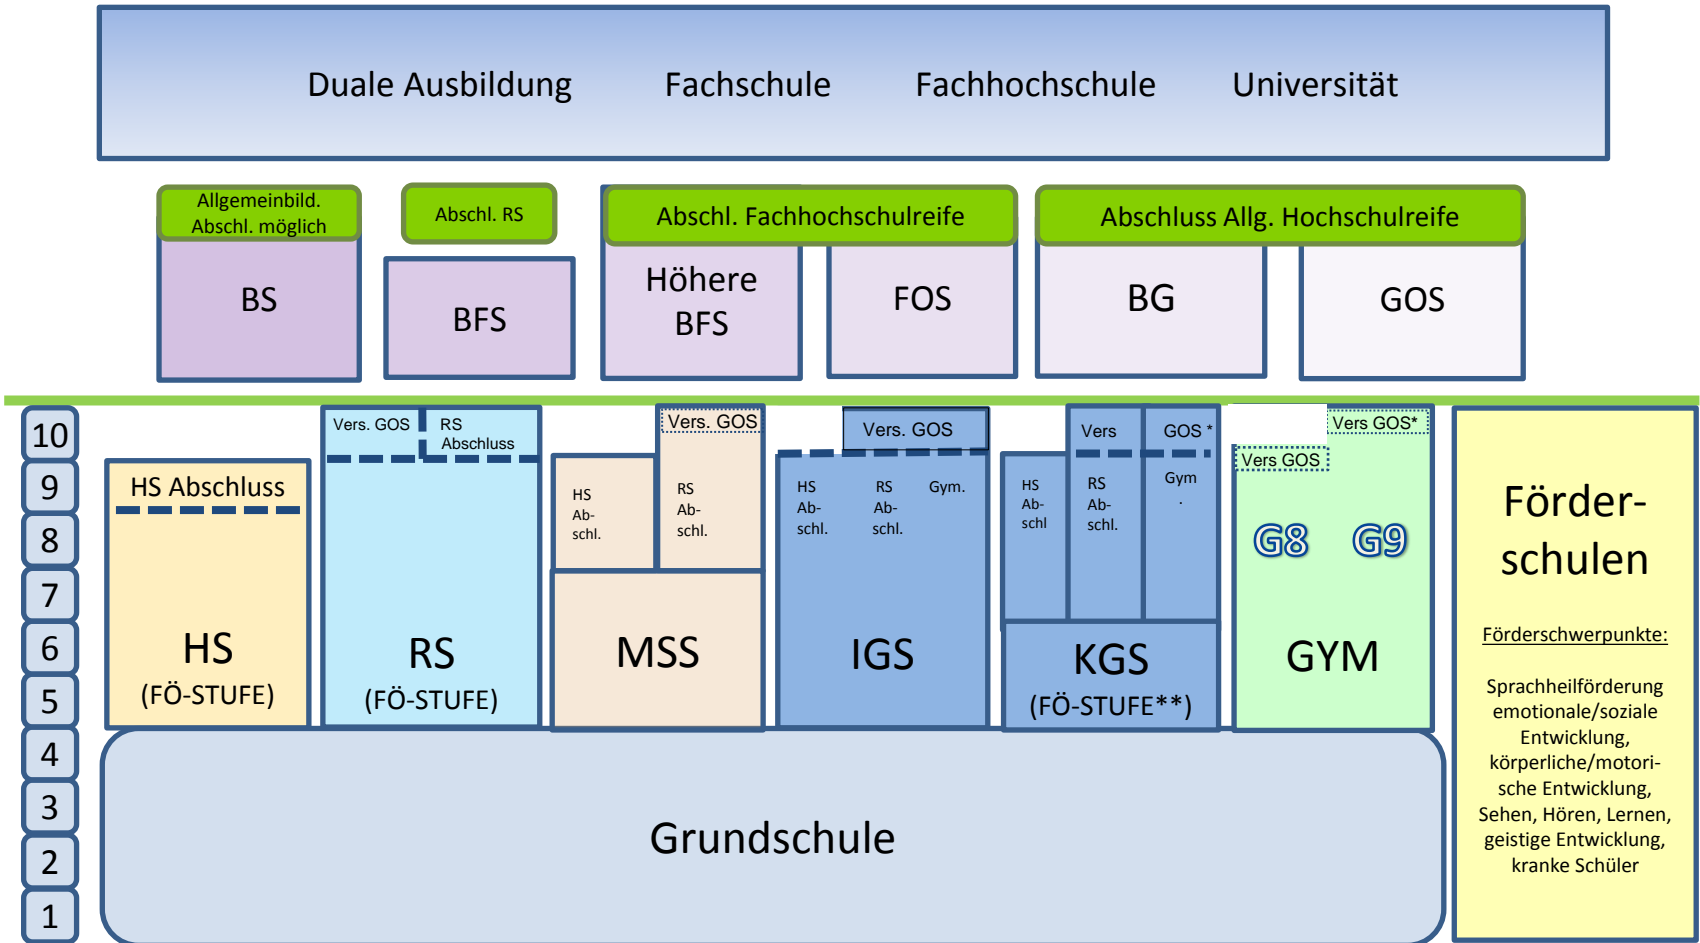 Duale Ausbildung Fachschule Fachhochschule Universität
Allgemeinbild.
Abschl. möglich
Abschl. RS
Abschl. Fachhochschulreife
Abschluss Allg. Hochschulreife
BS
BFS
Höhere
BFS
FOS
BG
GOS
10
9
8
7
6
5
4
3
2
1
HS Abschluss
HS
(FÖ-STUFE)
Vers. GOS
RS
Abschluss
RS
(FÖ-STUFE)
Vers. GOS
HS
Ab-
schl.
RS
Ab-
schl.
MSS
Vers. GOS
HS
Ab-
schl.
RS
Ab-
schl.
Gym.
IGS
Vers
GOS *
HS
Ab-
schl
RS
Ab-
schl.
Gym
.
KGS
(FÖ-STUFE**)
Vers GOS*
Vers GOS
G8
G9
GYM
Förder-
schulen
Förderschwerpunkte:
Sprachheilförderung
emotionale/soziale
Entwicklung,
körperliche/motori-
sche Entwicklung,
Sehen, Hören, Lernen,
geistige Entwicklung,
kranke Schüler
Grundschule